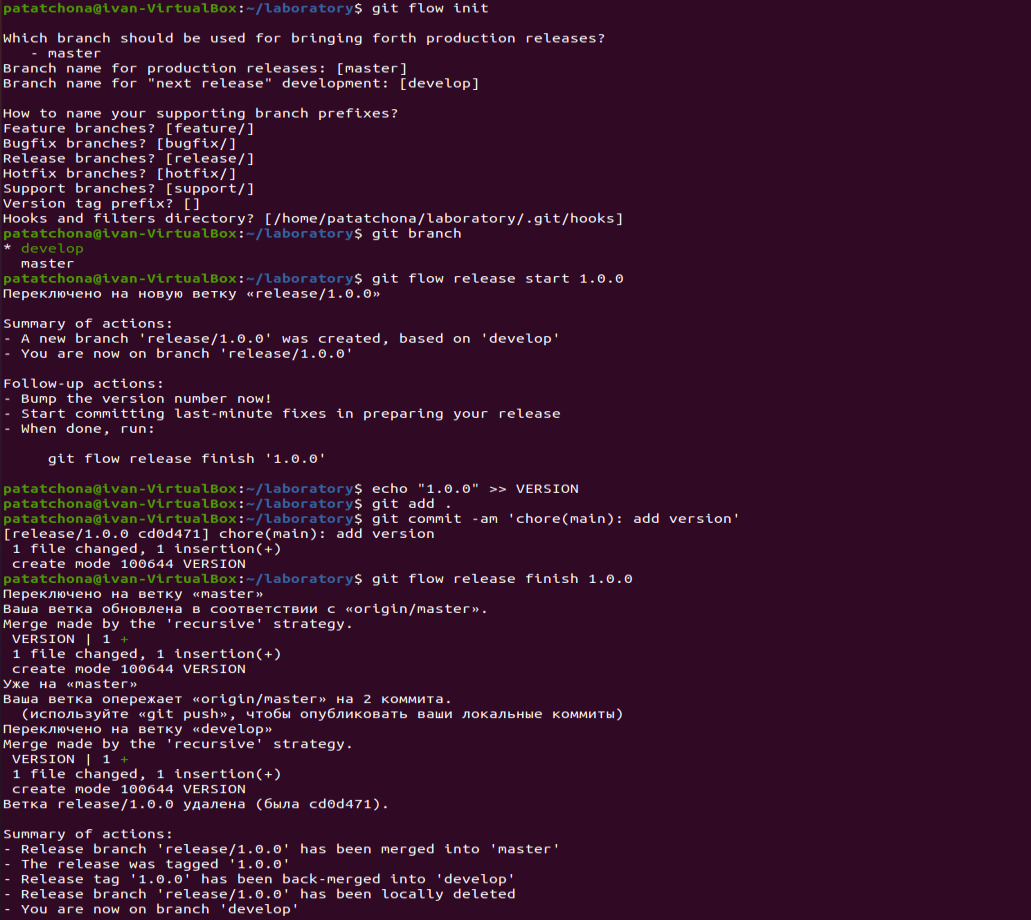 patatchona@ivan-VirtualBox:~/laboratory$ git flow init
Which branch should be used for bringing forth production releases?
   - master
Branch name for production releases: [master]
Branch name for "next release" development: [develop]
How to name your supporting branch prefixes?
Feature branches? [feature/]
Bugfix branches? [bugfix/]
Release branches? [release/]
Hotfix branches? [hotfix/]
Support branches? [support/]
Version tag prefix? []
Hooks and filters directory? [/home/patatchona/laboratory/.git/hooks]
patatchona@ivan-VirtualBox:~/laboratory$ git branch
* develop
  master
patatchona@ivan-VirtualBox:~/laboratory$ git flow release start 1.0.0
Переключено на новую ветку «release/1.0.0»
Summary of actions:
- A new branch 'release/1.0.0' was created, based on 'develop'
- You are now on branch 'release/1.0.0'
Follow-up actions:
- Bump the version number now!
- Start committing last-minute fixes in preparing your release
- When done, run:
     git flow release finish '1.0.0'
patatchona@ivan-VirtualBox:~/laboratory$ echo "1.0.0" >> VERSION
patatchona@ivan-VirtualBox:~/laboratory$ git add .
patatchona@ivan-VirtualBox:~/laboratory$ git commit -am 'chore(main): add version'
[release/1.0.0 cd0d471] chore(main): add version
 1 file changed, 1 insertion(+)
 create mode 100644 VERSION
patatchona@ivan-VirtualBox:~/laboratory$ git flow release finish 1.0.0
Переключено на ветку «master»
Ваша ветка обновлена в соответствии с «origin/master».
Merge made by the 'recursive' strategy.
 VERSION | 1 +
 1 file changed, 1 insertion(+)
 create mode 100644 VERSION
Уже на «master»
Ваша ветка опережает «origin/master» на 2 коммита.
  (используйте «git push», чтобы опубликовать ваши локальные коммиты)
Переключено на ветку «develop»
Merge made by the 'recursive' strategy.
 VERSION | 1 +
 1 file changed, 1 insertion(+)
 create mode 100644 VERSION
Ветка release/1.0.0 удалена (была cd0d471).
Summary of actions:
- Release branch 'release/1.0.0' has been merged into 'master'
- The release was tagged '1.0.0'
- Release tag '1.0.0' has been back-merged into 'develop'
- Release branch 'release/1.0.0' has been locally deleted
- You are now on branch 'develop'